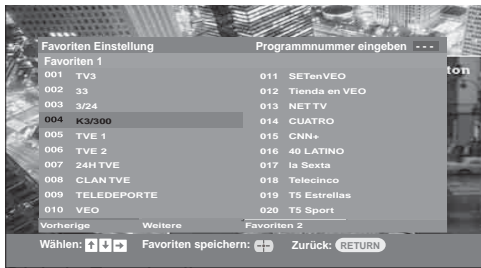 Favoriten Einstellung Programmnummer eingeben ---
Favoriten 1
001 TV3
002 33
003 3/24
004 K3/300
005 TVE 1
006 TVE 2
007 24H TVE
008 CLAN TVE
009 TELEDEPORTE
010 VEO
011 SETenVEO
012 Tienda en VEO
013 NET TV
014 CUATRO
015 CNN+
016 40 LATINO
017 la Sexta
018 Telecinco
019 T5 Estrellas
020 T5 Sport
Vorherige Weitere Favoriten 2
Wählen: ↑ ↓ → Favoriten speichern: Zurück: RETURN
ton